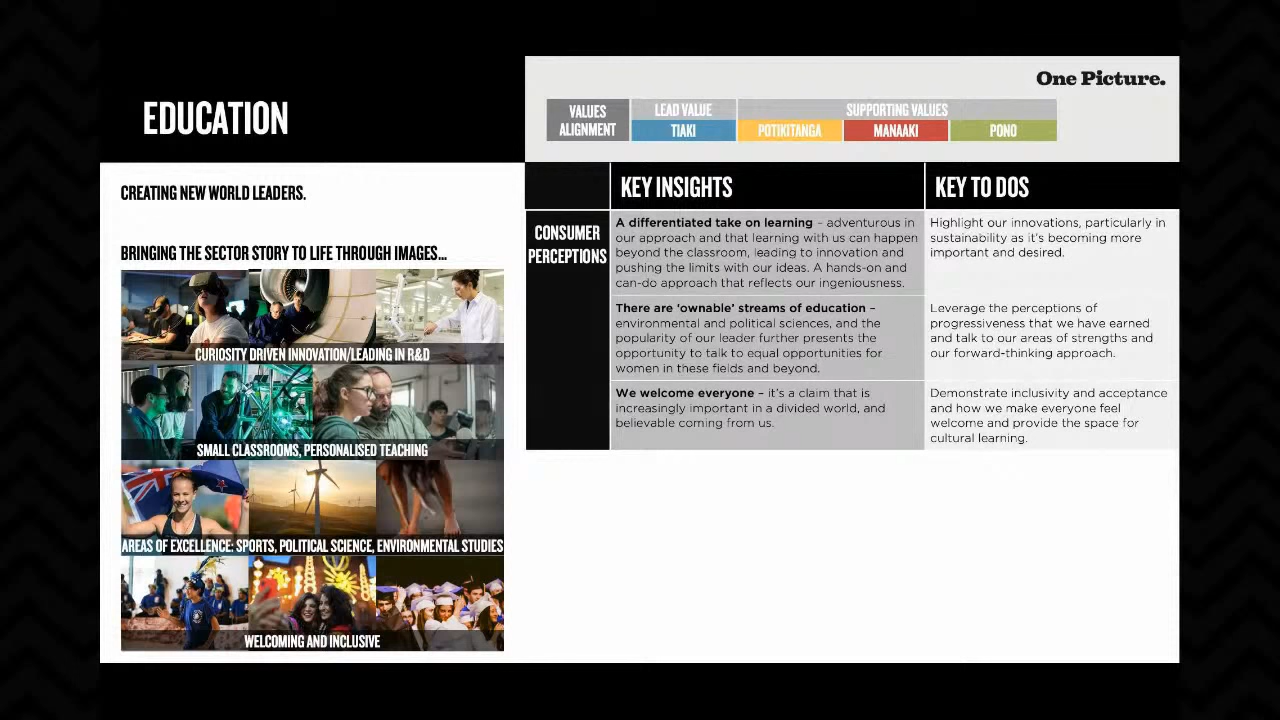 EDUCATION
One Picture.
VALUES
ALIGNMENT
LEAD VALUE
SUPPORTING VALUES
TIAKI
POTIKITANGA
MANAAKI
PONO
CREATING NEW WORLD LEADERS.
BRINGING THE SECTOR STORY TO LIFE THROUGH IMAGES...
CURIOSITY DRIVEN INNOVATION/LEADING IN R&D
SMALL CLASSROOMS, PERSONALISED TEACHING
AREAS OF EXCELLENCE: SPORTS, POLITICAL SCIENCE, ENVIRONMENTAL STUDIES
WELCOMING AND INCLUSIVE
KEY INSIGHTS
KEY TO DOS
CONSUMER
PERCEPTIONS
A differentiated take on learning – adventurous in
our approach and that learning with us can happen
beyond the classroom, leading to innovation and
pushing the limits with our ideas. A hands-on and
can-do approach that reflects our ingeniousness.
Highlight our innovations, particularly in
sustainability as it's becoming more
important and desired.
There are ‘ownable’ streams of education –
environmental and political sciences, and the
popularity of our leader further presents the
opportunity to talk to equal opportunities for
women in these fields and beyond.
Leverage the perceptions of
progressiveness that we have earned
and talk to our areas of strengths and
our forward-thinking approach.
We welcome everyone – it's a claim that is
increasingly important in a divided world, and
believable coming from us.
Demonstrate inclusivity and acceptance
and how we make everyone feel
welcome and provide the space for
cultural learning.